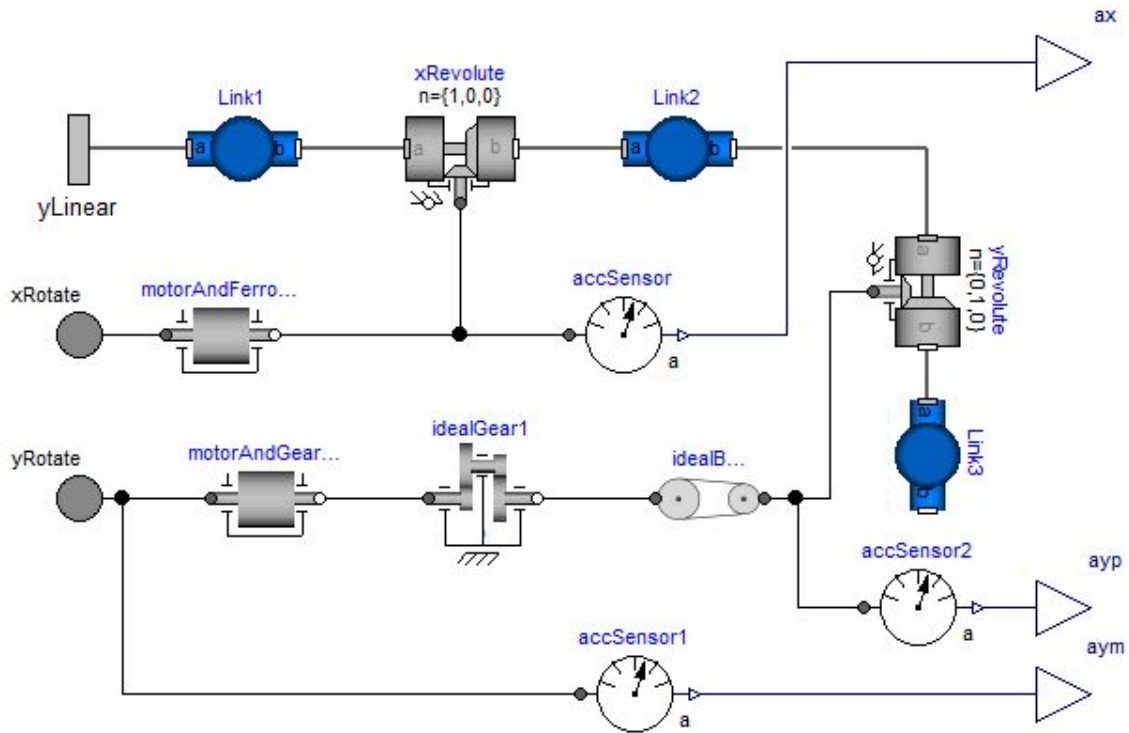 ax
xRevolute
n={1,0,0}
Link1
Link2
a
b
a
b
a
b
yLinear
yRevolute
n={0,1,0}
a
b
xRotate
motorAndFerro...
accSensor
a
a
b
Link3
yRotate
motorAndGear...
idealGear1
idealB...
accSensor2
a
ayp
accSensor1
a
aym